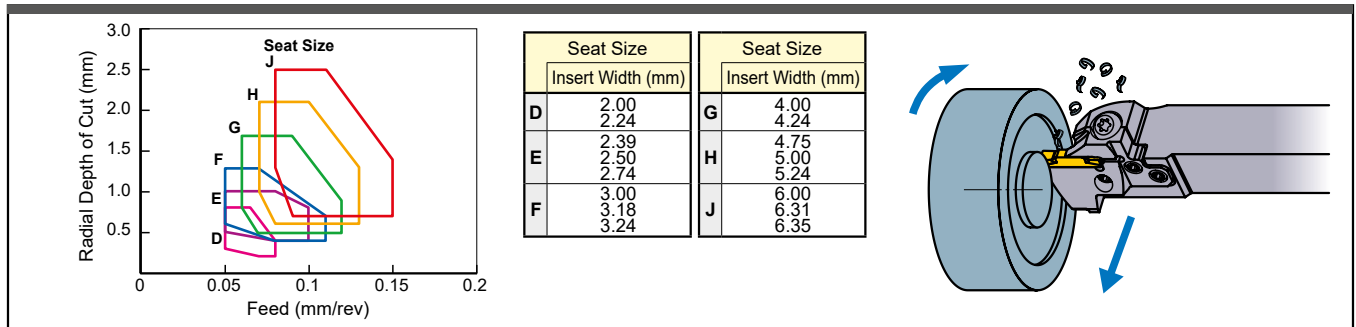 3.0
2.5
2.0
1.5
1.0
0.5
0
0.05
0.1
0.15
0.2
Radial Depth of Cut (mm)
Feed (mm/rev)
Seat Size
J
H
G
F
E
D
Seat Size
Insert Width (mm)
D
2.00
2.24
E
2.39
2.50
2.74
F
3.00
3.18
3.24
Seat Size
Insert Width (mm)
G
4.00
4.24
H
4.75
5.00
5.24
J
6.00
6.31
6.35